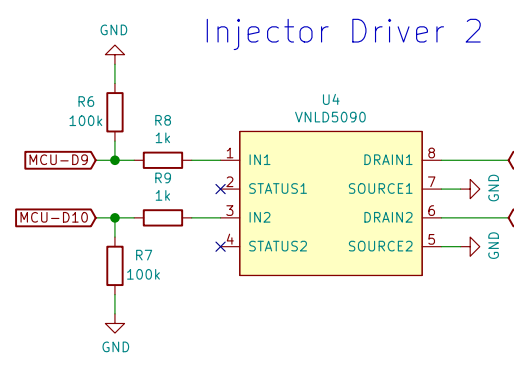 Injector Driver 2
GND
R6
100k
R8
1k
U4
VNLD5090
MCU-D9
1
IN1
DRAIN1
8
R9
1k
2
STATUS1
SOURCE1
7
GND
MCU-D10
3
IN2
DRAIN2
6
R7
100k
4
STATUS2
SOURCE2
5
GND
GND